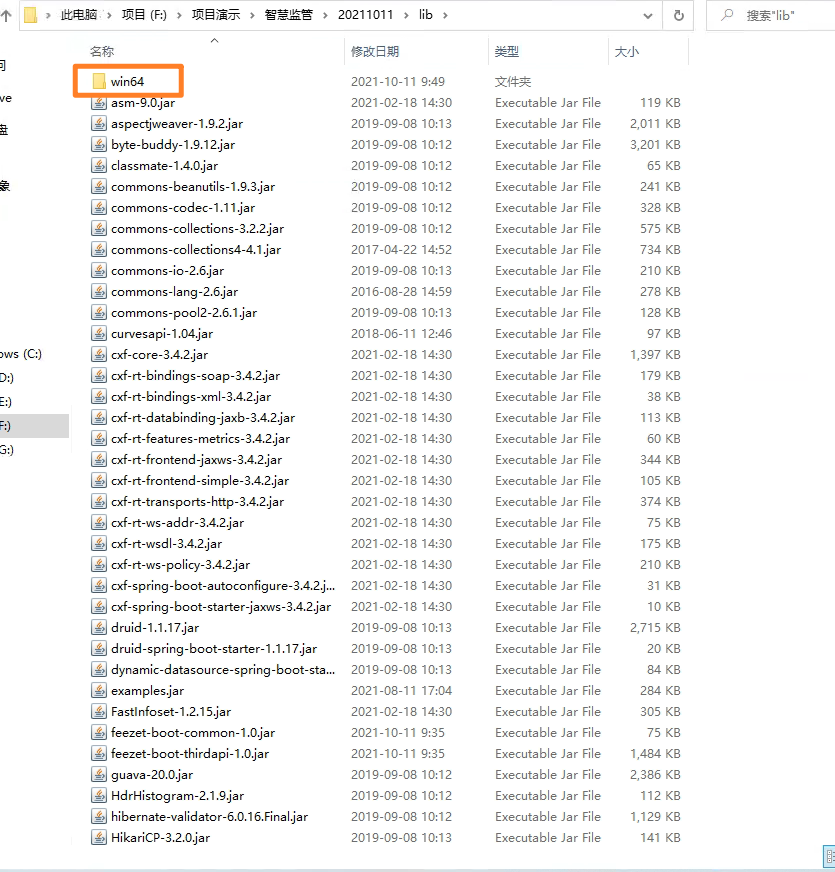 此电脑 › 项目 (F:) › 项目演示 › 智慧监管 › 20211011 › lib › 搜索"lib"
名称 修改日期 类型 大小
win64 2021-10-11 9:49 文件夹
asm-9.0.jar 2021-02-18 14:30 Executable Jar File 119 KB
aspectjweaver-1.9.2.jar 2019-09-08 10:13 Executable Jar File 2,011 KB
byte-buddy-1.9.12.jar 2019-09-08 10:12 Executable Jar File 3,201 KB
classmate-1.4.0.jar 2019-09-08 10:12 Executable Jar File 65 KB
commons-beanutils-1.9.3.jar 2019-09-08 10:12 Executable Jar File 241 KB
commons-codec-1.11.jar 2019-09-08 10:12 Executable Jar File 328 KB
commons-collections-3.2.2.jar 2019-09-08 10:12 Executable Jar File 575 KB
commons-collections4-4.1.jar 2017-04-22 14:52 Executable Jar File 734 KB
commons-io-2.6.jar 2019-09-08 10:13 Executable Jar File 210 KB
commons-lang-2.6.jar 2016-08-28 14:59 Executable Jar File 278 KB
commons-pool2-2.6.1.jar 2019-09-08 10:13 Executable Jar File 128 KB
curvesapi-1.04.jar 2018-06-11 12:46 Executable Jar File 97 KB
ows (C:) cxf-core-3.4.2.jar 2021-02-18 14:30 Executable Jar File 1,397 KB
D:) cxf-rt-bindings-soap-3.4.2.jar 2021-02-18 14:30 Executable Jar File 179 KB
E:) cxf-rt-bindings-xml-3.4.2.jar 2021-02-18 14:30 Executable Jar File 38 KB
F:) cxf-rt-databinding-jaxb-3.4.2.jar 2021-02-18 14:30 Executable Jar File 113 KB
cxf-rt-features-metrics-3.4.2.jar 2021-02-18 14:30 Executable Jar File 60 KB
G:) cxf-rt-frontend-jaxws-3.4.2.jar 2021-02-18 14:30 Executable Jar File 344 KB
cxf-rt-frontend-simple-3.4.2.jar 2021-02-18 14:30 Executable Jar File 105 KB
cxf-rt-transports-http-3.4.2.jar 2021-02-18 14:30 Executable Jar File 374 KB
cxf-rt-ws-addr-3.4.2.jar 2021-02-18 14:30 Executable Jar File 75 KB
cxf-rt-wsdl-3.4.2.jar 2021-02-18 14:30 Executable Jar File 175 KB
cxf-rt-ws-policy-3.4.2.jar 2021-02-18 14:30 Executable Jar File 210 KB
cxf-spring-boot-autoconfigure-3.4.2.j... 2021-02-18 14:30 Executable Jar File 31 KB
cxf-spring-boot-starter-jaxws-3.4.2.jar 2021-02-18 14:30 Executable Jar File 10 KB
druid-1.1.17.jar 2019-09-08 10:13 Executable Jar File 2,715 KB
druid-spring-boot-starter-1.1.17.jar 2019-09-08 10:13 Executable Jar File 20 KB
dynamic-datasource-spring-boot-sta... 2019-09-08 10:13 Executable Jar File 84 KB
examples.jar 2021-08-11 17:04 Executable Jar File 284 KB
FastInfoset-1.2.15.jar 2021-02-18 14:30 Executable Jar File 305 KB
feezet-boot-common-1.0.jar 2021-10-11 9:35 Executable Jar File 75 KB
feezet-boot-thirdapi-1.0.jar 2021-10-11 9:35 Executable Jar File 1,484 KB
guava-20.0.jar 2019-09-08 10:12 Executable Jar File 2,386 KB
HdrHistogram-2.1.9.jar 2019-09-08 10:12 Executable Jar File 112 KB
hibernate-validator-6.0.16.Final.jar 2019-09-08 10:12 Executable Jar File 1,129 KB
HikariCP-3.2.0.jar 2019-09-08 10:13 Executable Jar File 141 KB